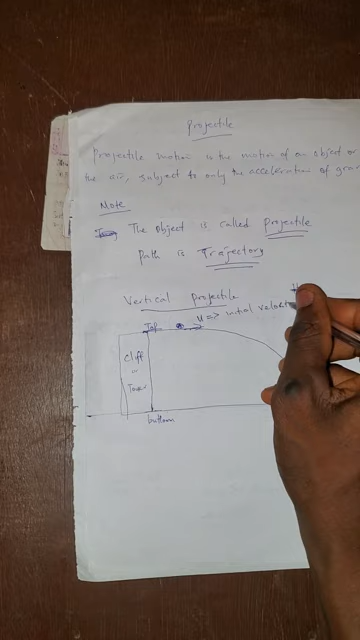 Projectile
Projectile motion is the motion of an object
the air, subject to only the acceleration of
Note
The object is called Projectile
path is Trajectory
Vertical projectile
u => initial
Top
Cliff
or
Tower
bottom